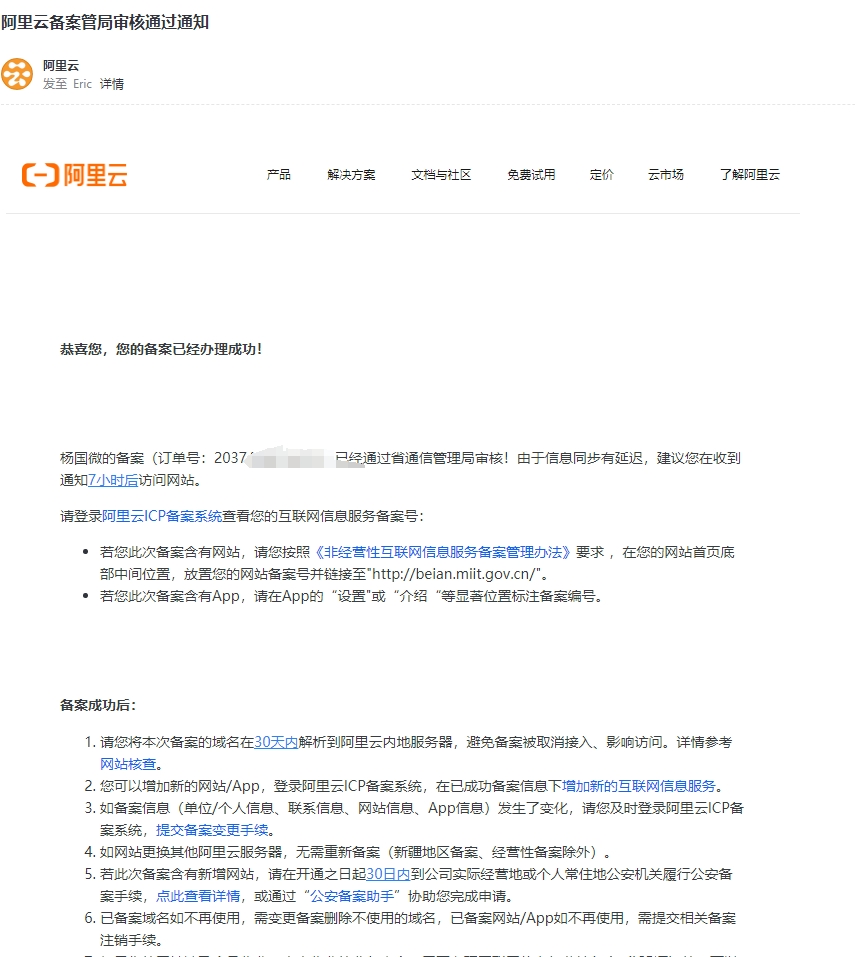 阿里云备案管局审核通过通知
阿里云
发至 Eric 详情
阿里云
产品 解决方案 文档与社区 免费试用 定价 云市场 了解阿里云
恭喜您，您的备案已经办理成功！
杨国微的备案（订单号：2037 已经通过省通信管理局审核！由于信息同步有延迟，建议您在收到
通知7小时后访问网站。
请登录阿里云ICP备案系统查看您的互联网信息服务备案号：
• 若您此次备案含有网站，请您按照《非经营性互联网信息服务备案管理办法》要求 ，在您的网站首页底
部中间位置，放置您的网站备案号并链接至"http://beian.miit.gov.cn/"。
• 若您此次备案含有App，请在App的“设置"或“介绍“等显著位置标注备案编号。
备案成功后：
1. 请您将本次备案的域名在30天内解析到阿里云内地服务器，避免备案被取消接入、影响访问。详情参考
网站核查。
2. 您可以增加新的网站/App，登录阿里云ICP备案系统，在已成功备案信息下增加新的互联网信息服务。
3. 如备案信息（单位/个人信息、联系信息、网站信息、App信息）发生了变化，请您及时登录阿里云ICP备
案系统，提交备案变更手续。
4. 如网站更换其他阿里云服务器，无需重新备案（新疆地区备案、经营性备案除外）。
5. 若此次备案含有新增网站，请在开通之日起30日内到公司实际经营地或个人常住地公安机关履行公安备
案手续，点此查看详情，或通过“公安备案助手”协助您完成申请。
6. 已备案域名如不再使用，需变更备案删除不使用的域名，已备案网站/App如不再使用，需提交相关备案
注销手续。